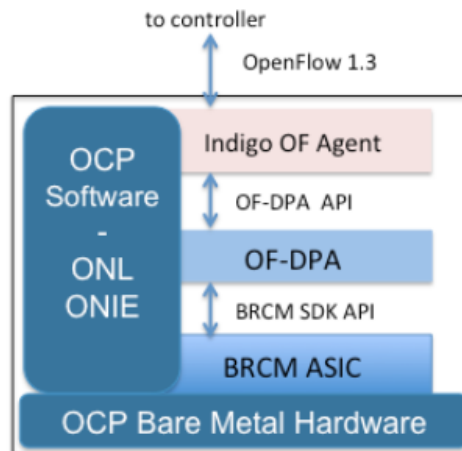 to controller
OpenFlow 1.3
OCP
Software
-
ONL
ONIE
Indigo OF Agent
OF-DPA API
OF-DPA
BRCM SDK API
BRCM ASIC
OCP Bare Metal Hardware